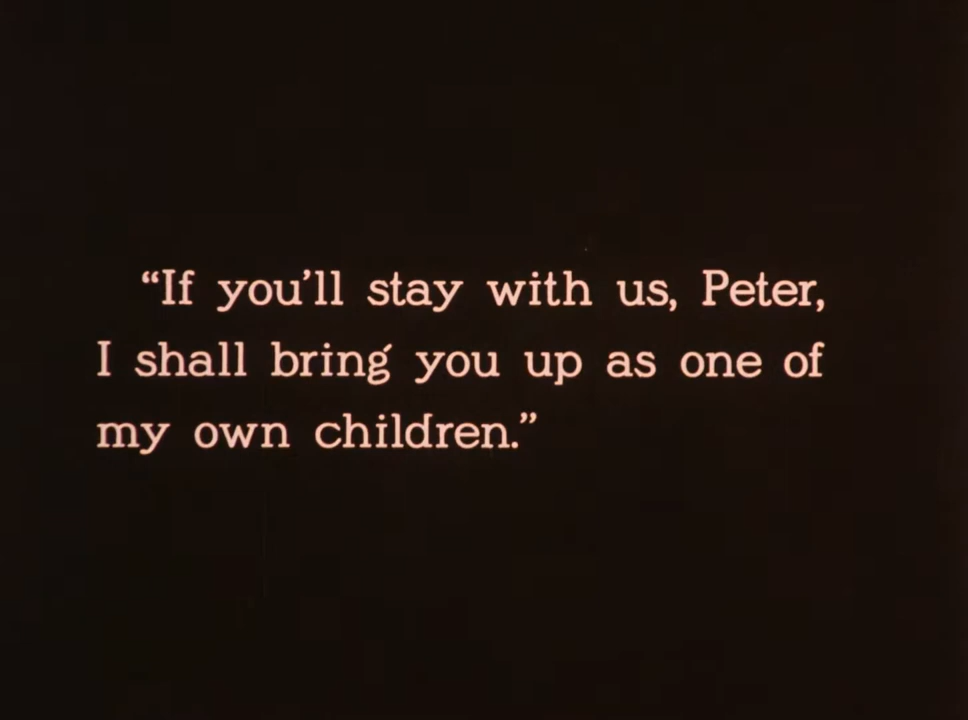 “If you’ll stay with us, Peter,
I shall bring you up as one of
my own children.”